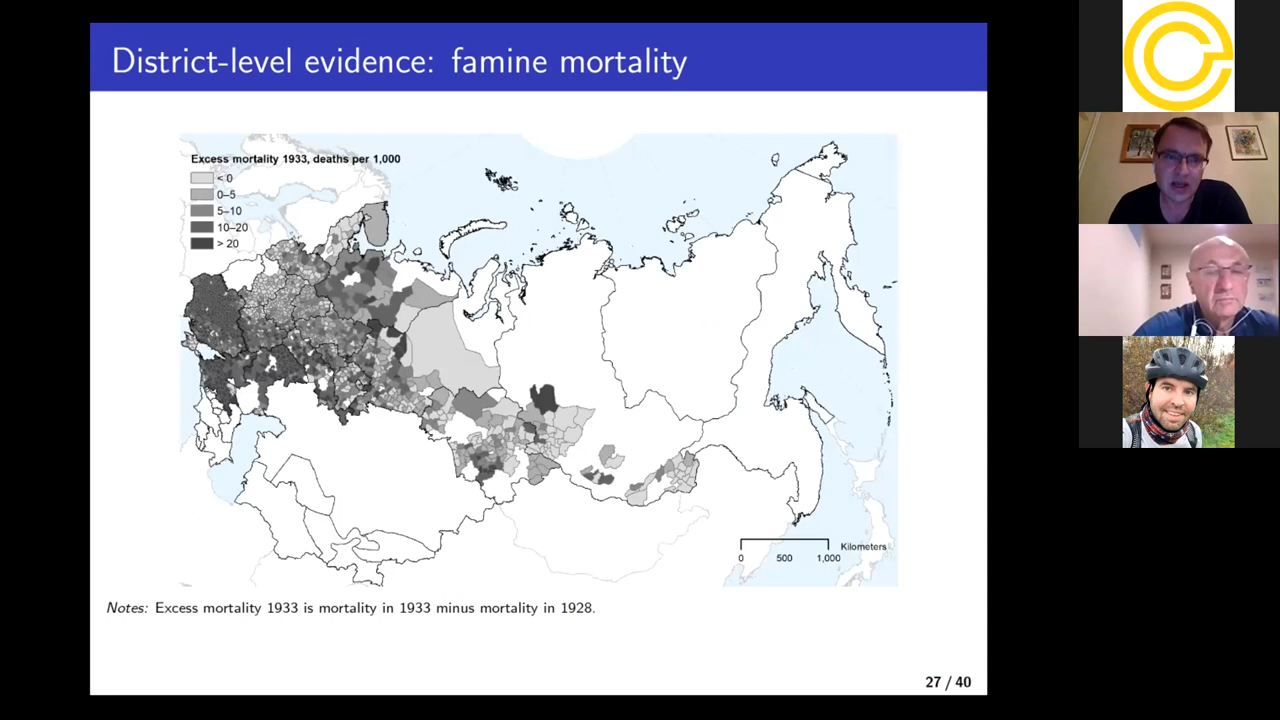 District-level evidence: famine mortality
Excess mortality 1933, deaths per 1,000
< 0
0–5
5–10
10–20
> 20
Kilometers
0 500 1,000
Notes: Excess mortality 1933 is mortality in 1933 minus mortality in 1928.
27 / 40